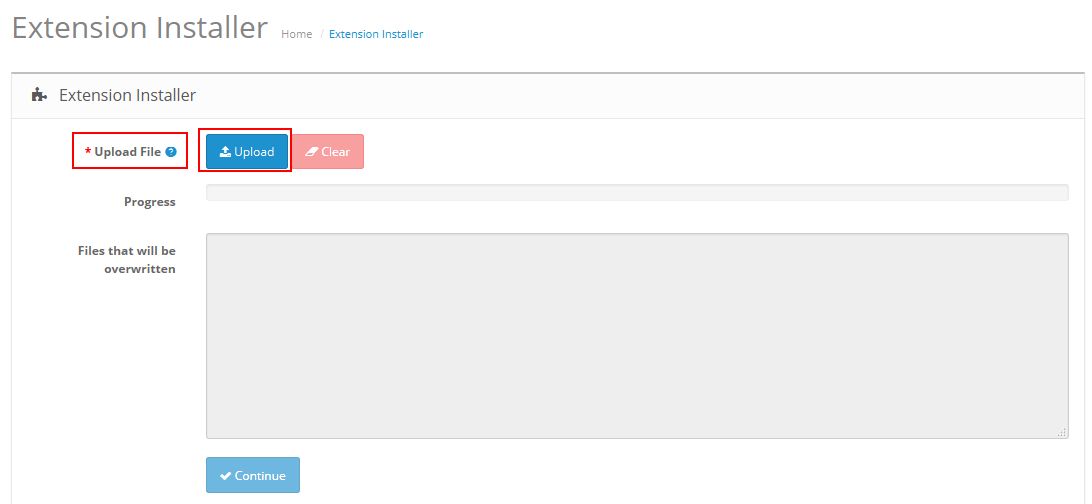 Extension Installer Home / Extension Installer
Extension Installer
* Upload File ? Upload Clear
Progress
Files that will be
overwritten
Continue